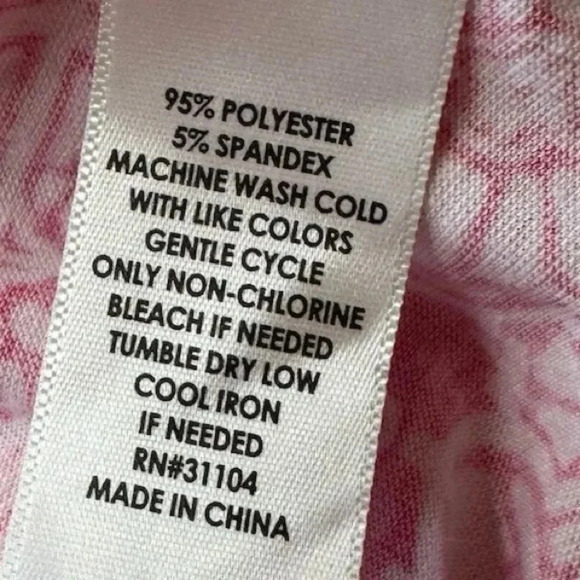 95% POLYESTER
5% SPANDEX
MACHINE WASH COLD
WITH LIKE COLORS
GENTLE CYCLE
ONLY NON-CHLORINE
BLEACH IF NEEDED
TUMBLE DRY LOW
COOL IRON
IF NEEDED
RN#31104
MADE IN CHINA